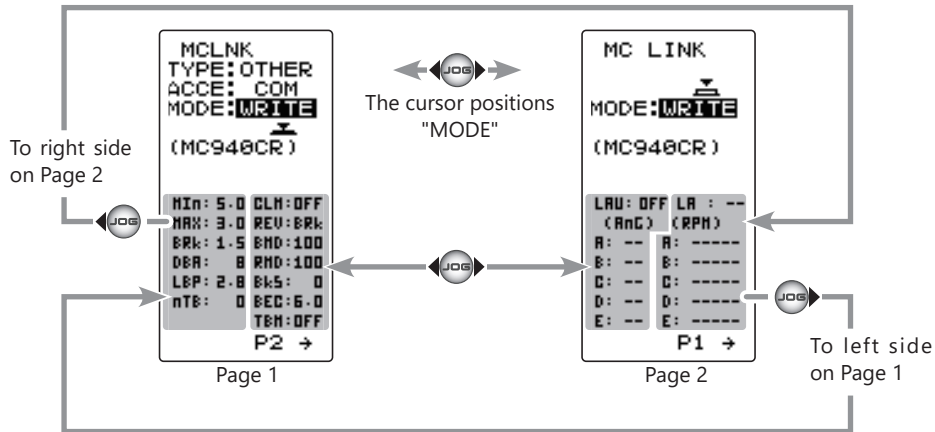 MCLNK
TYPE:OTHER
ACCE: COM
MODE:WRITE
(MC940CR)
MIn: 5.0 CLM:OFF
MAX: 3.0 REV:BRk
BRk: 1.5 BMD:100
DBA: 8 RMD:100
LBP: 2.8 BkS: 0
nTB: 0 BEC:6.0
TBM:OFF
P2 →
Page 1
To right side
on Page 2
JOG
JOG
The cursor positions
"MODE"
JOG
MC LINK
MODE:WRITE
(MC940CR)
LAU: OFF LA : --
(AnG) (RPM)
A: -- A: -----
B: -- B: -----
C: -- C: -----
D: -- D: -----
E: -- E: -----
P1 →
Page 2
JOG
To left side
on Page 1